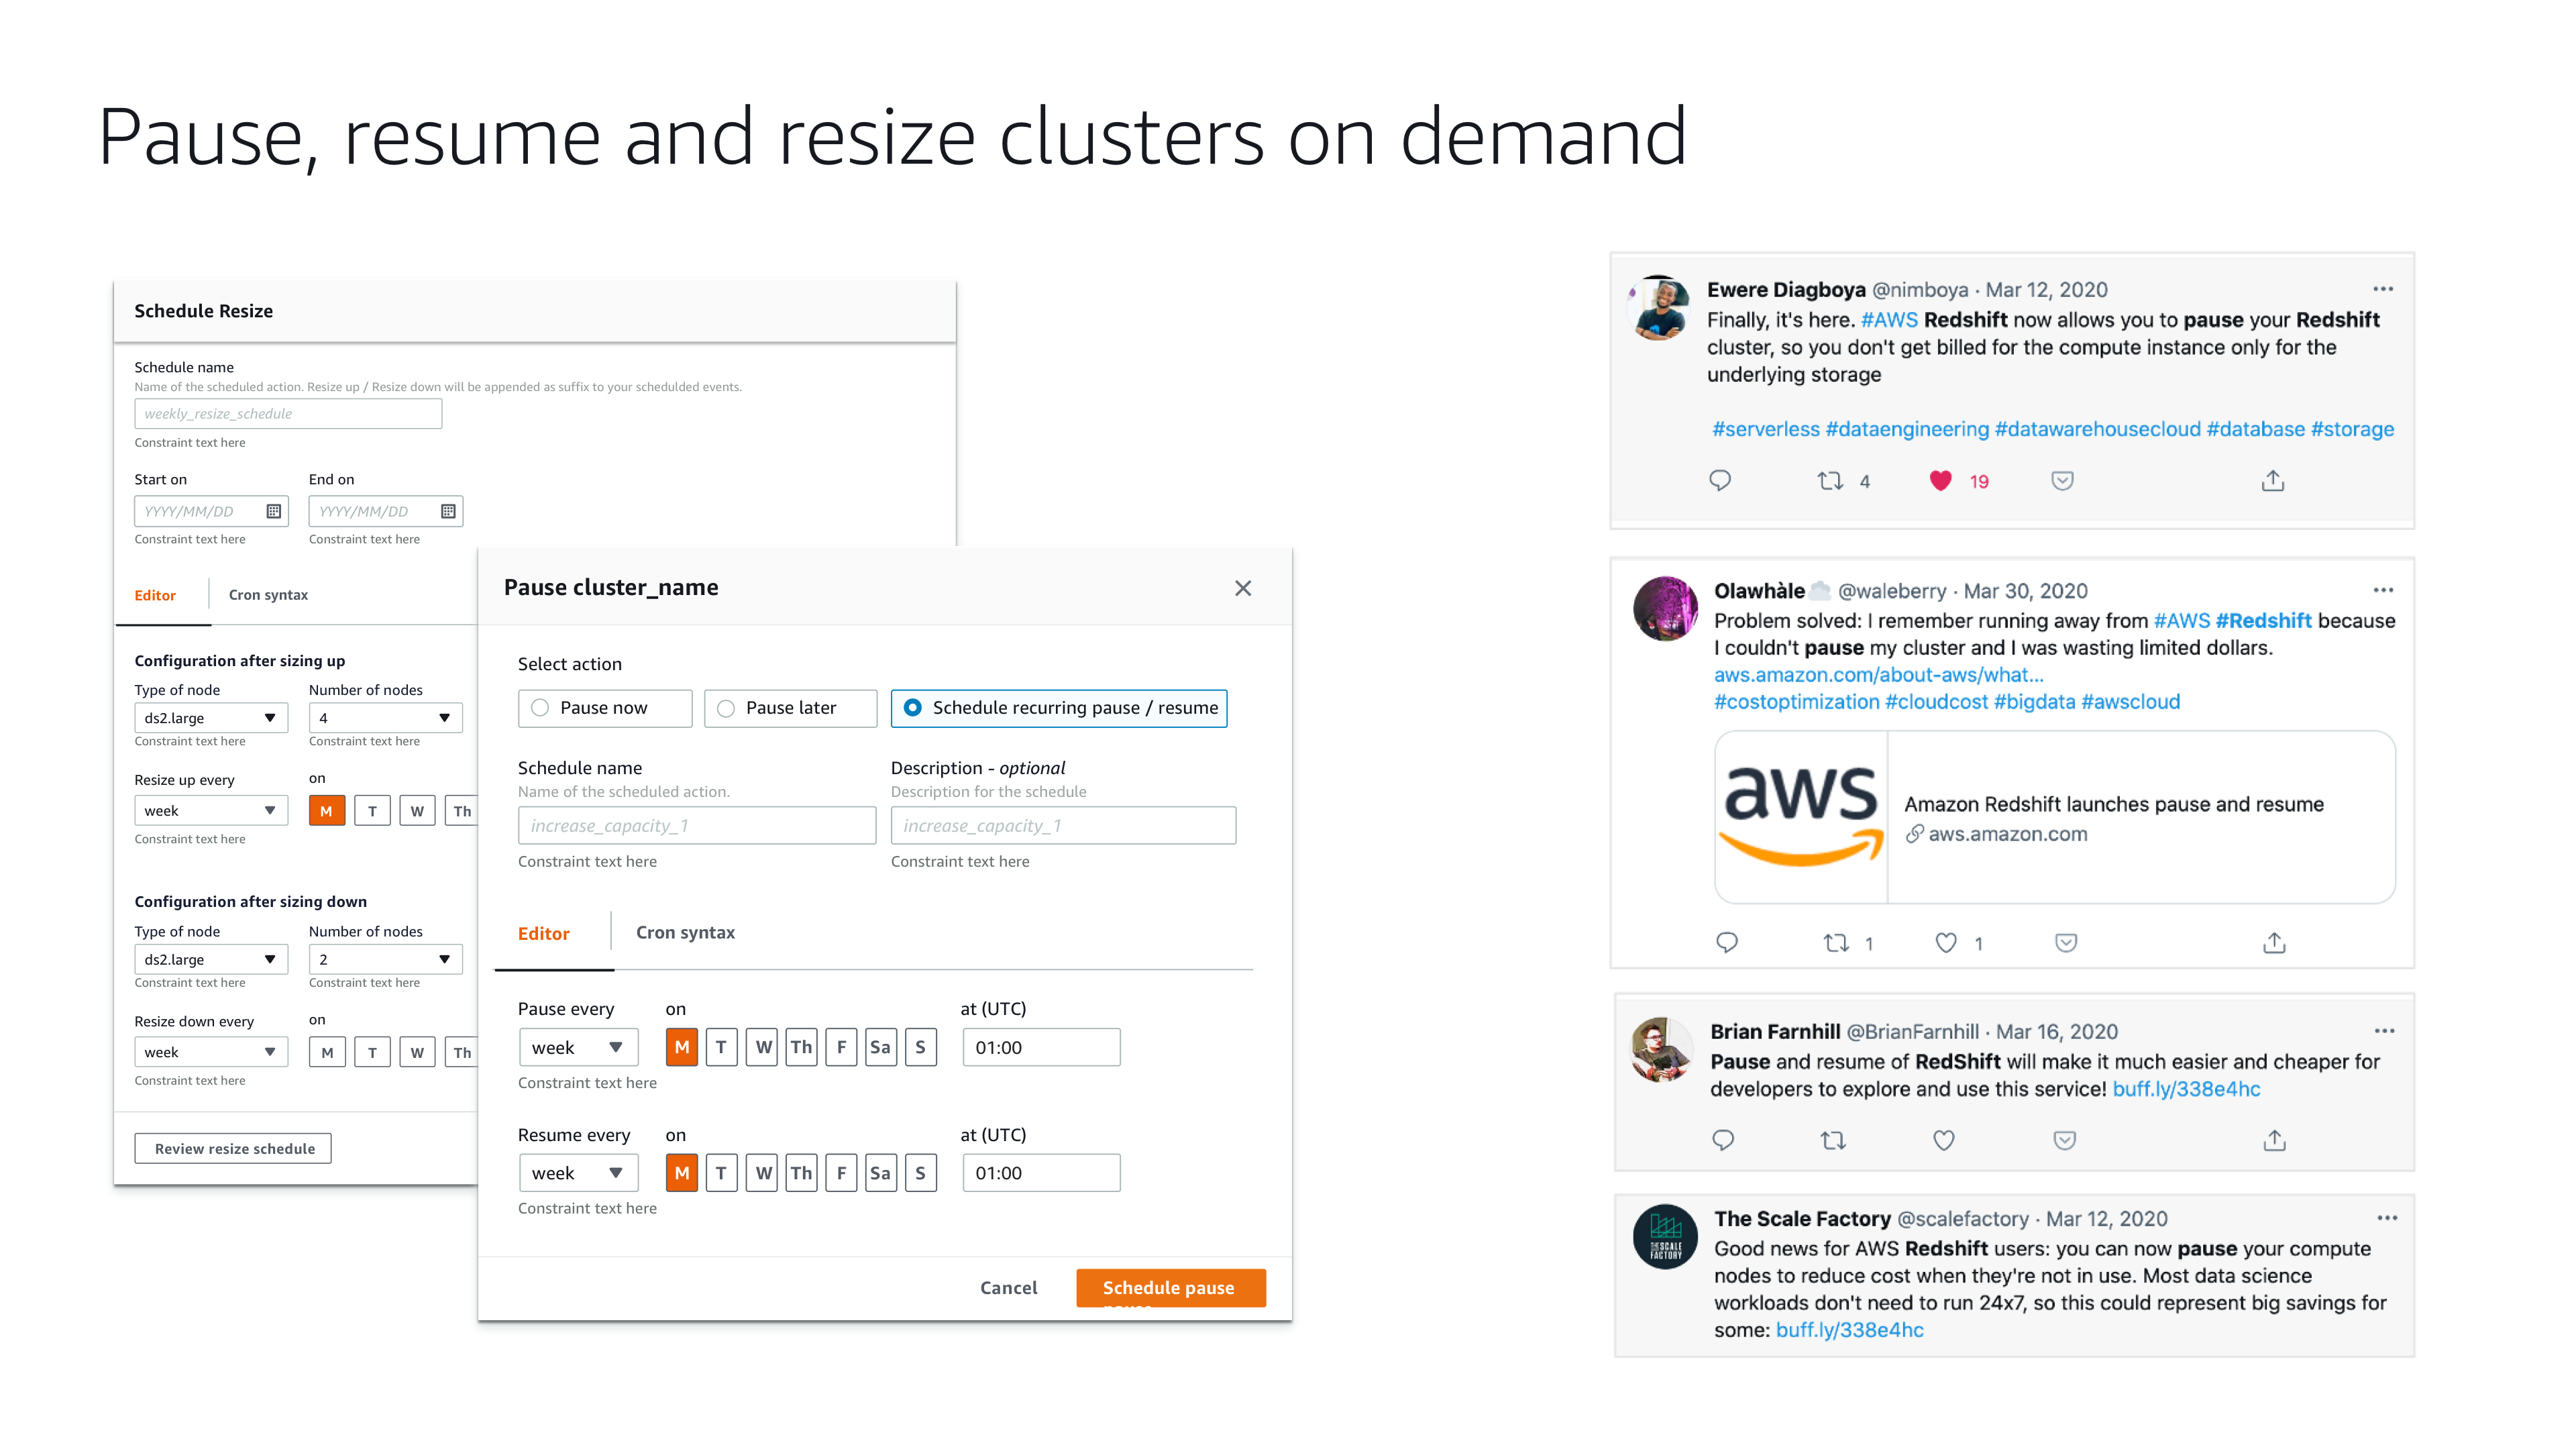 Pause, resume and resize clusters on demand
Schedule Resize
Schedule name
Name of the scheduled action. Resize up / Resize down will be appended as suffix to your schedulded events.
weekly_resize_schedule
Constraint text here
Start on End on
YYYY/MM/DD YYYY/MM/DD
Constraint text here Constraint text here
Editor Cron syntax
Configuration after sizing up
Type of node Number of nodes
ds2.large 4
Constraint text here Constraint text here
Resize up every on
week M T W Th
Constraint text here
Configuration after sizing down
Type of node Number of nodes
ds2.large 2
Constraint text here Constraint text here
Resize down every on
week M T W Th
Constraint text here
Review resize schedule
Pause cluster_name
Select action
Pause now Pause later Schedule recurring pause / resume
Schedule name Description - optional
Name of the scheduled action. Description for the schedule
increase_capacity_1 increase_capacity_1
Constraint text here Constraint text here
Editor Cron syntax
Pause every on at (UTC)
week M T W Th F Sa S 01:00
Constraint text here
Resume every on at (UTC)
week M T W Th F Sa S 01:00
Constraint text here
Cancel Schedule pause
Ewere Diagboya @nimboya · Mar 12, 2020
Finally, it's here. #AWS Redshift now allows you to pause your Redshift
cluster, so you don't get billed for the compute instance only for the
underlying storage
#serverless #dataengineering #datawarehousecloud #database #storage
4 19
Olawhàle @waleberry · Mar 30, 2020
Problem solved: I remember running away from #AWS #Redshift because
I couldn't pause my cluster and I was wasting limited dollars.
aws.amazon.com/about-aws/what...
#costoptimization #cloudcost #bigdata #awscloud
aws
Amazon Redshift launches pause and resume
aws.amazon.com
1 1
Brian Farnhill @BrianFarnhill · Mar 16, 2020
Pause and resume of RedShift will make it much easier and cheaper for
developers to explore and use this service! buff.ly/338e4hc
THE SCALE
FACTORY
The Scale Factory @scalefactory · Mar 12, 2020
Good news for AWS Redshift users: you can now pause your compute
nodes to reduce cost when they're not in use. Most data science
workloads don't need to run 24x7, so this could represent big savings for
some: buff.ly/338e4hc